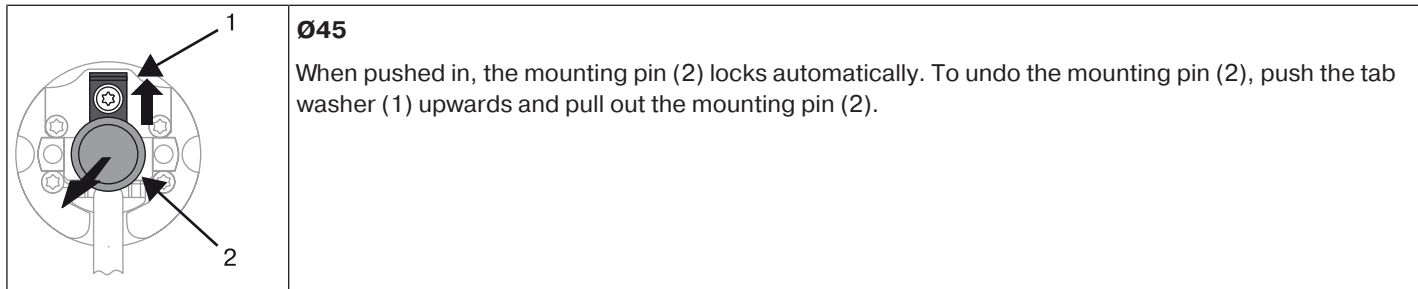 1
2
Ø45
When pushed in, the mounting pin (2) locks automatically. To undo the mounting pin (2), push the tab
washer (1) upwards and pull out the mounting pin (2).